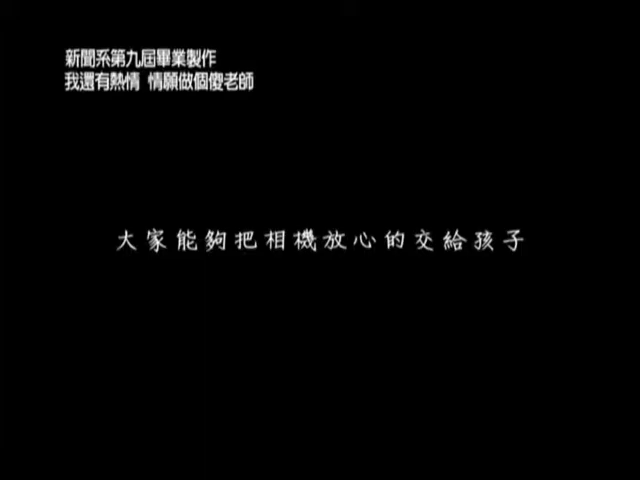 新聞系第九屆畢業製作
我還有熱情 情願做個傻老師
大家能夠把相機放心的交給孩子